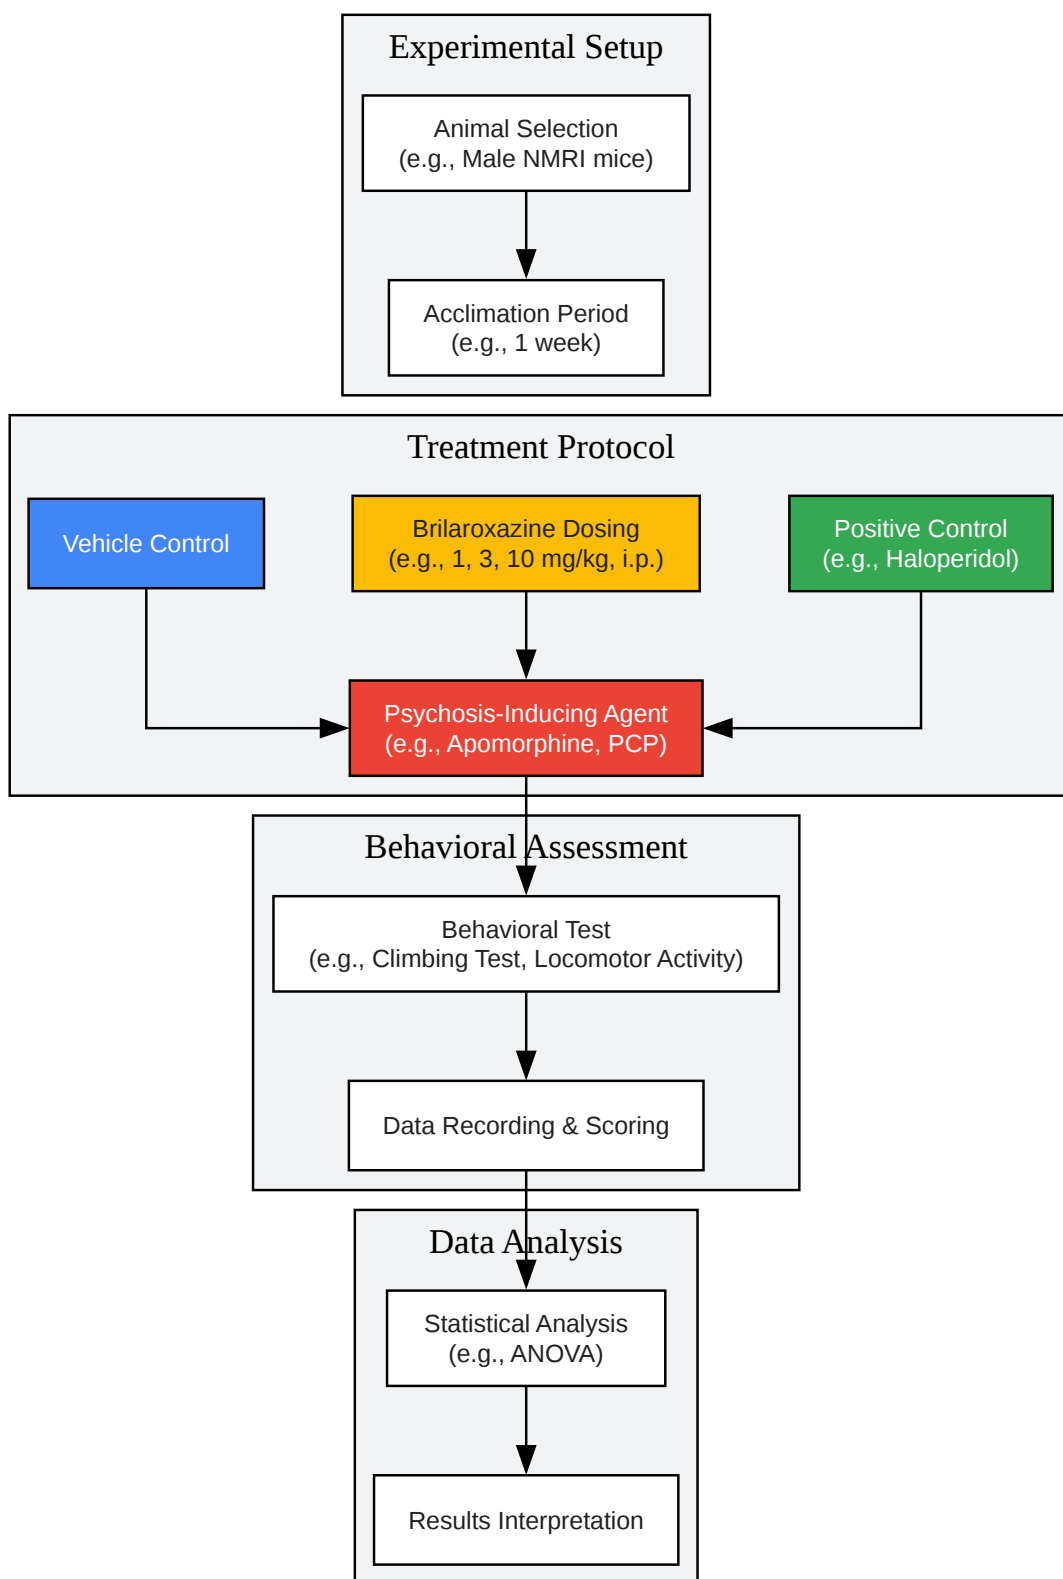 Experimental Setup
Animal Selection
(e.g., Male NMRI mice)
Acclimation Period
(e.g., 1 week)
Treatment Protocol
Vehicle Control
Brilaroxazine Dosing
(e.g., 1, 3, 10 mg/kg, i.p.)
Positive Control
(e.g., Haloperidol)
Psychosis-Inducing Agent
(e.g., Apomorphine, PCP)
Behavioral Assessment
Behavioral Test
(e.g., Climbing Test, Locomotor Activity)
Data Recording & Scoring
Data Analysis
Statistical Analysis
(e.g., ANOVA)
Results Interpretation